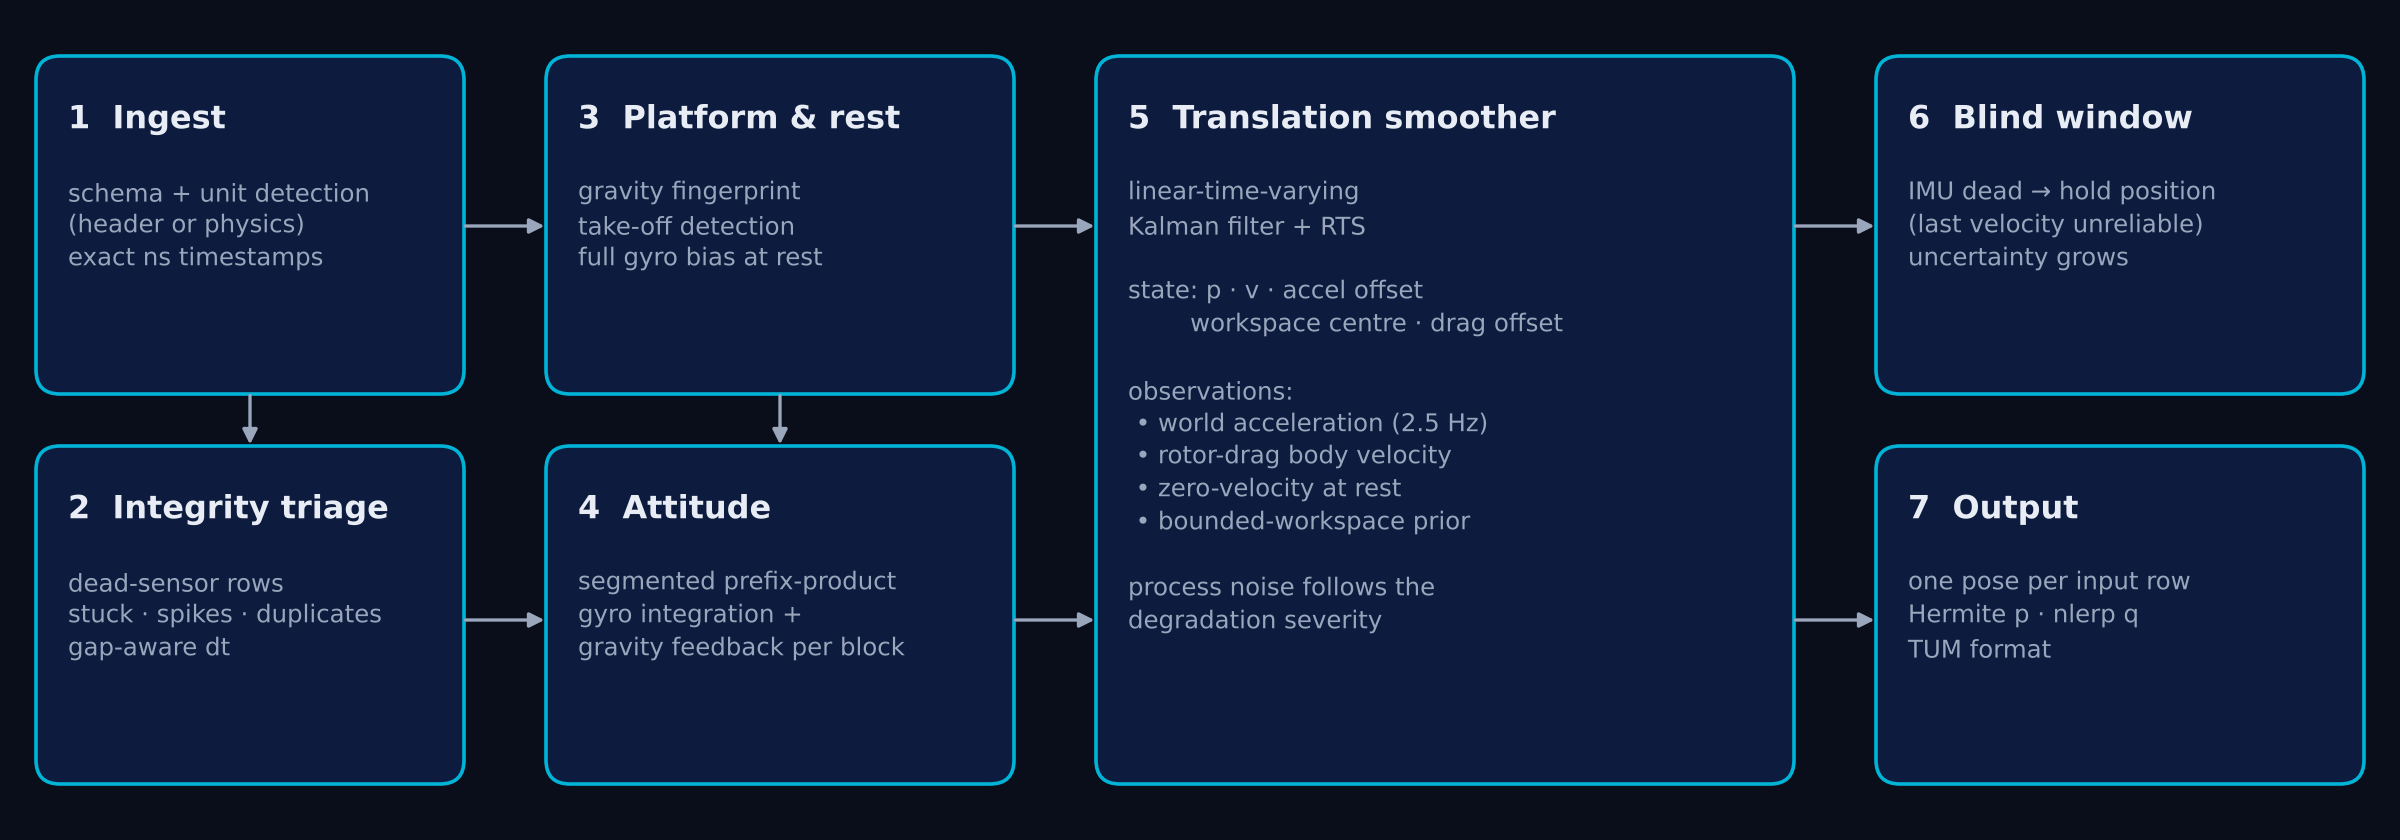 1 Ingest
schema + unit detection
(header or physics)
exact ns timestamps
2 Integrity triage
dead-sensor rows
stuck · spikes · duplicates
gap-aware dt
3 Platform & rest
gravity fingerprint
take-off detection
full gyro bias at rest
4 Attitude
segmented prefix-product
gyro integration +
gravity feedback per block
5 Translation smoother
linear-time-varying
Kalman filter + RTS
state: p · v · accel offset
workspace centre · drag offset
observations:
• world acceleration (2.5 Hz)
• rotor-drag body velocity
• zero-velocity at rest
• bounded-workspace prior
process noise follows the
degradation severity
6 Blind window
IMU dead → hold position
(last velocity unreliable)
uncertainty grows
7 Output
one pose per input row
Hermite p · nlerp q
TUM format